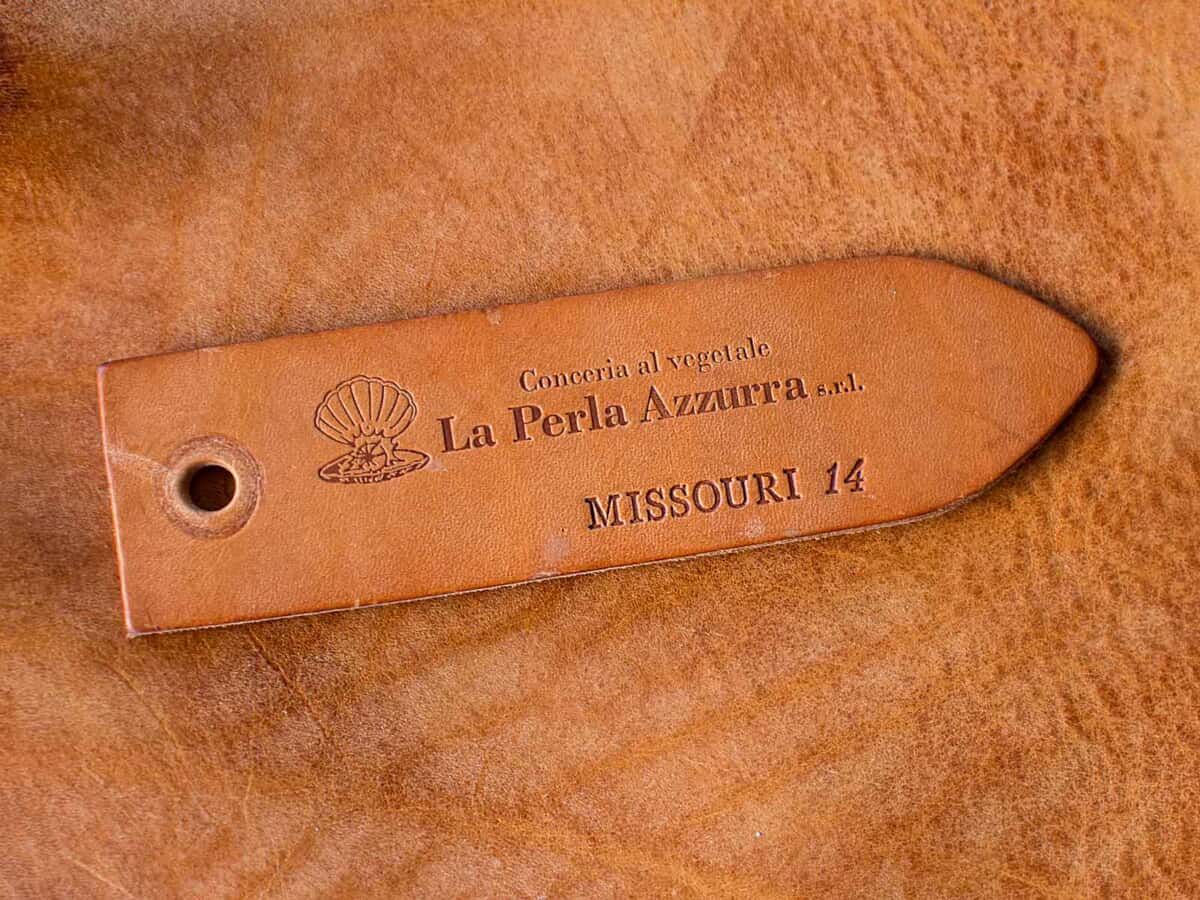 Conceria al vegetale
La Perla Azzurra s.r.l.
MISSOURI 14